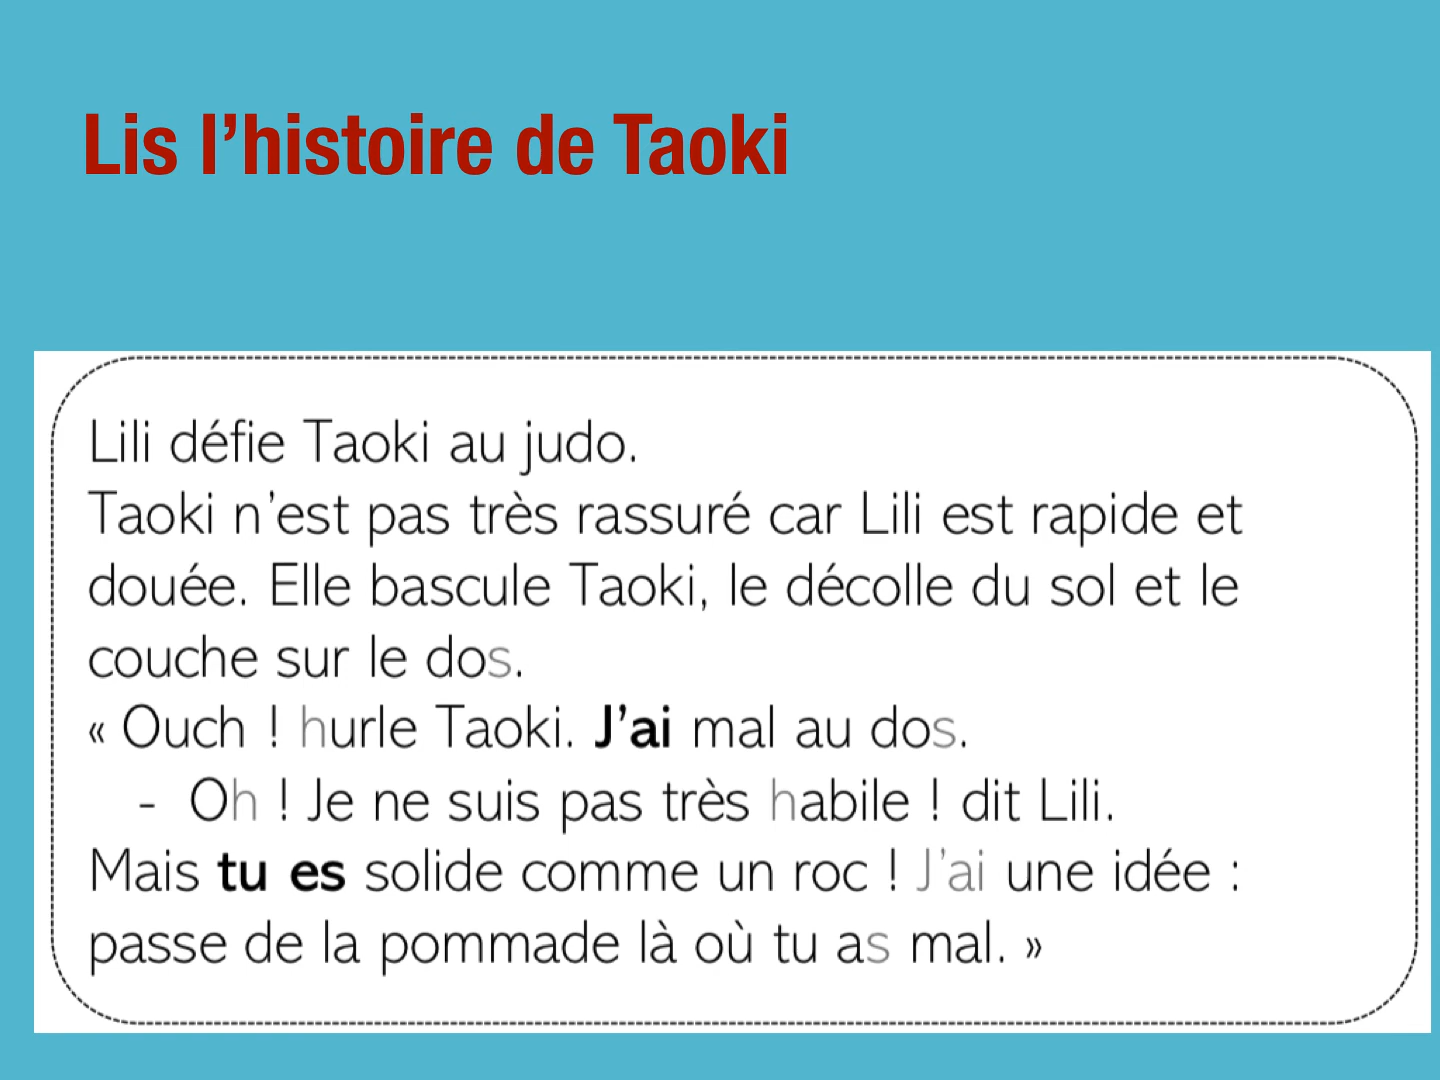 Lis l’histoire de Taoki
Lili défie Taoki au judo.
Taoki n’est pas très rassuré car Lili est rapide et
douée. Elle bascule Taoki, le décolle du sol et le
couche sur le dos.
« Ouch ! hurle Taoki. J’ai mal au dos.
- Oh ! Je ne suis pas très habile ! dit Lili.
Mais tu es solide comme un roc ! J’ai une idée :
passe de la pommade là où tu as mal. »